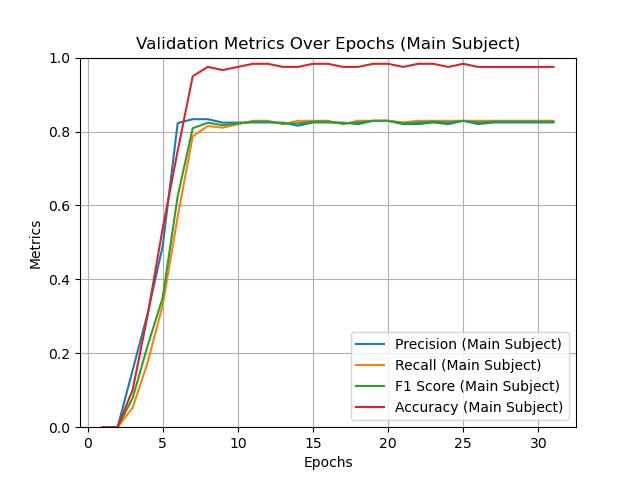 Validation Metrics Over Epochs (Main Subject)
1.0
0.8
0.6
0.4
0.2
0.0
Metrics
Precision (Main Subject)
Recall (Main Subject)
F1 Score (Main Subject)
Accuracy (Main Subject)
0 5 10 15 20 25 30
Epochs